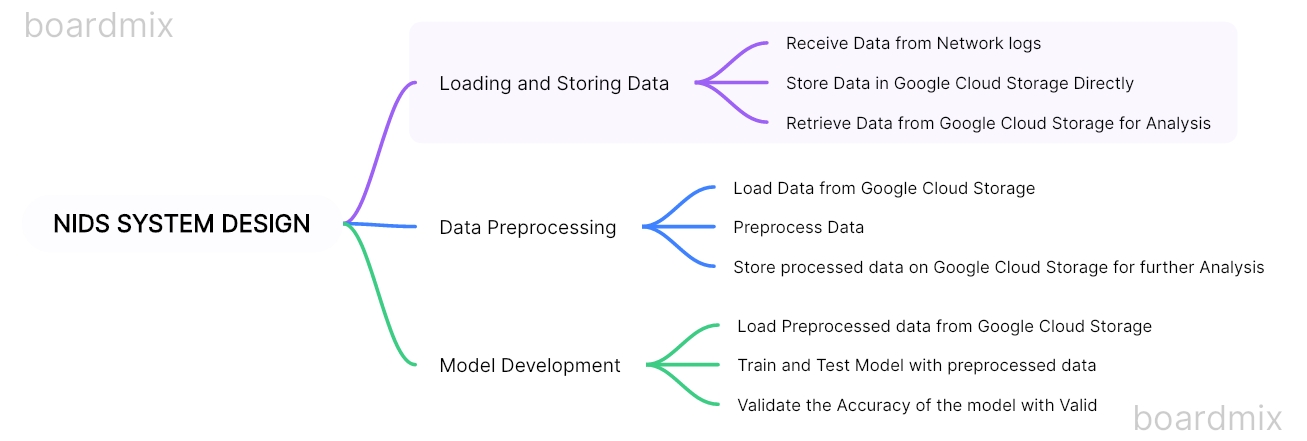 boardmix
NIDS SYSTEM DESIGN
Loading and Storing Data
Receive Data from Network logs
Store Data in Google Cloud Storage Directly
Retrieve Data from Google Cloud Storage for Analysis
Data Preprocessing
Load Data from Google Cloud Storage
Preprocess Data
Store processed data on Google Cloud Storage for further Analysis
Model Development
Load Preprocessed data from Google Cloud Storage
Train and Test Model with preprocessed data
Validate the Accuracy of the model with Valid
boardmix